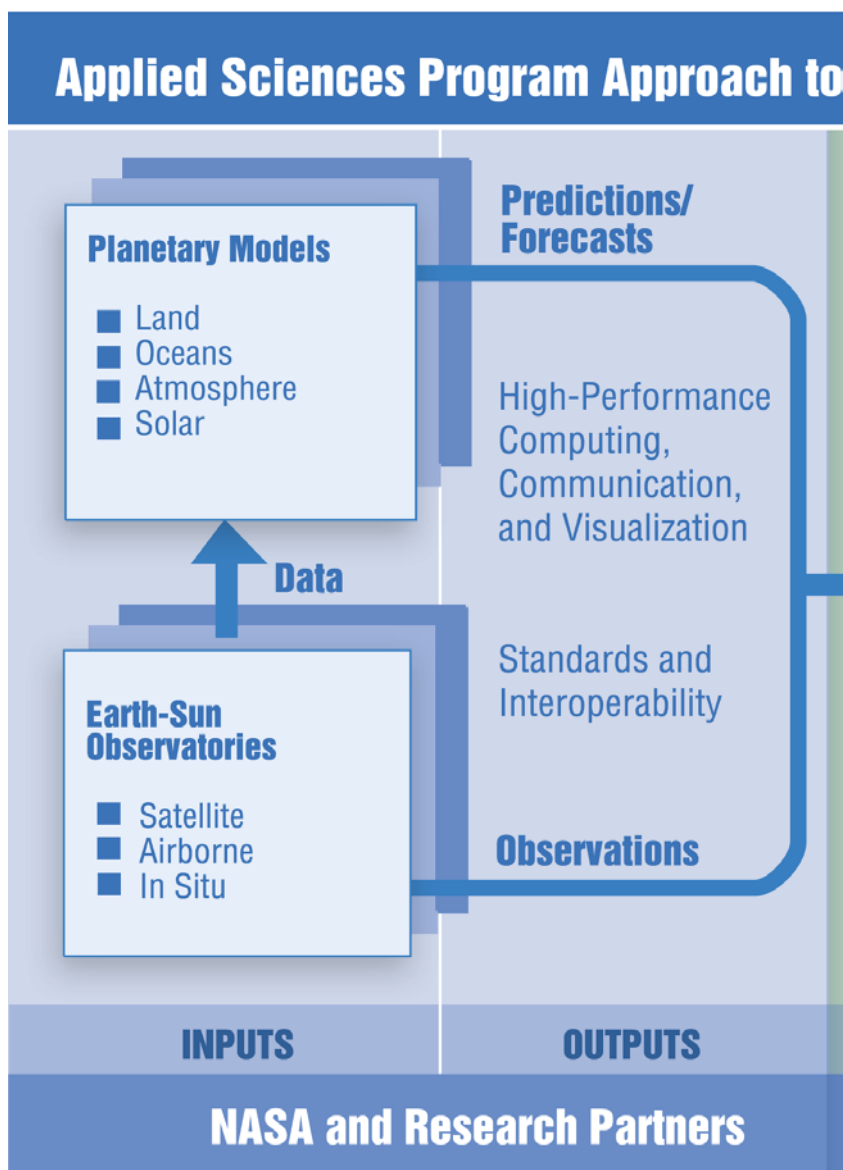 Applied Sciences Program Approach to
Planetary Models
Land
Oceans
Atmosphere
Solar
Data
Earth-Sun
Observatories
Satellite
Airborne
In Situ
Predictions/
Forecasts
High-Performance
Computing,
Communication,
and Visualization
Standards and
Interoperability
Observations
INPUTS
OUTPUTS
NASA and Research Partners